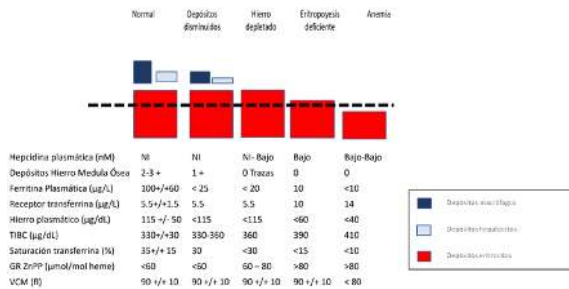 Normal Depósitos disminuidos Hierro depletado Eritropoyesis deficiente Anemia
Hepcidina plasmática (nM) NI NI NI- Bajo Bajo Bajo-Bajo
Depósitos Hierro Medula Ósea 2-3 + 1 + 0 Trazas 0 0
Ferritina Plasmática (µg/L) 100+/+60 < 25 < 20 10 <10
Receptor transferrina (µg/L) 5.5+/+1.5 5.5 5.5 10 14
Hierro plasmático (µg/dL) 115 +/- 50 <115 <115 <60 <40
TIBC (µg/dL) 330+/+30 330-360 360 390 410
Saturación transferrina (%) 35+/+ 15 30 <30 <15 <10
GR ZnPP (µmol/mol heme) <60 <60 60 – 80 >80 >80
VCM (fl) 90 +/+ 10 90 +/+ 10 90 +/+ 10 90 +/+ 10 < 80
Depósitos macrófagos
Depósitos hepatocitos
Depósitos eritrocitos